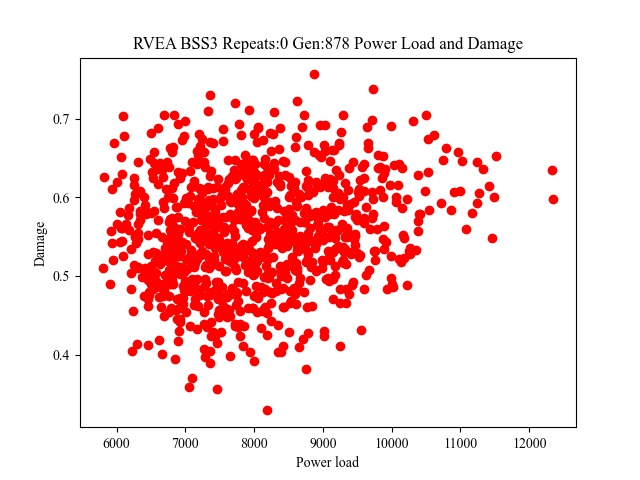 RVEA BSS3 Repeats:0 Gen:878 Power Load and Damage
0.7
0.6
0.5
0.4
Damage
6000 7000 8000 9000 10000 11000 12000
Power load